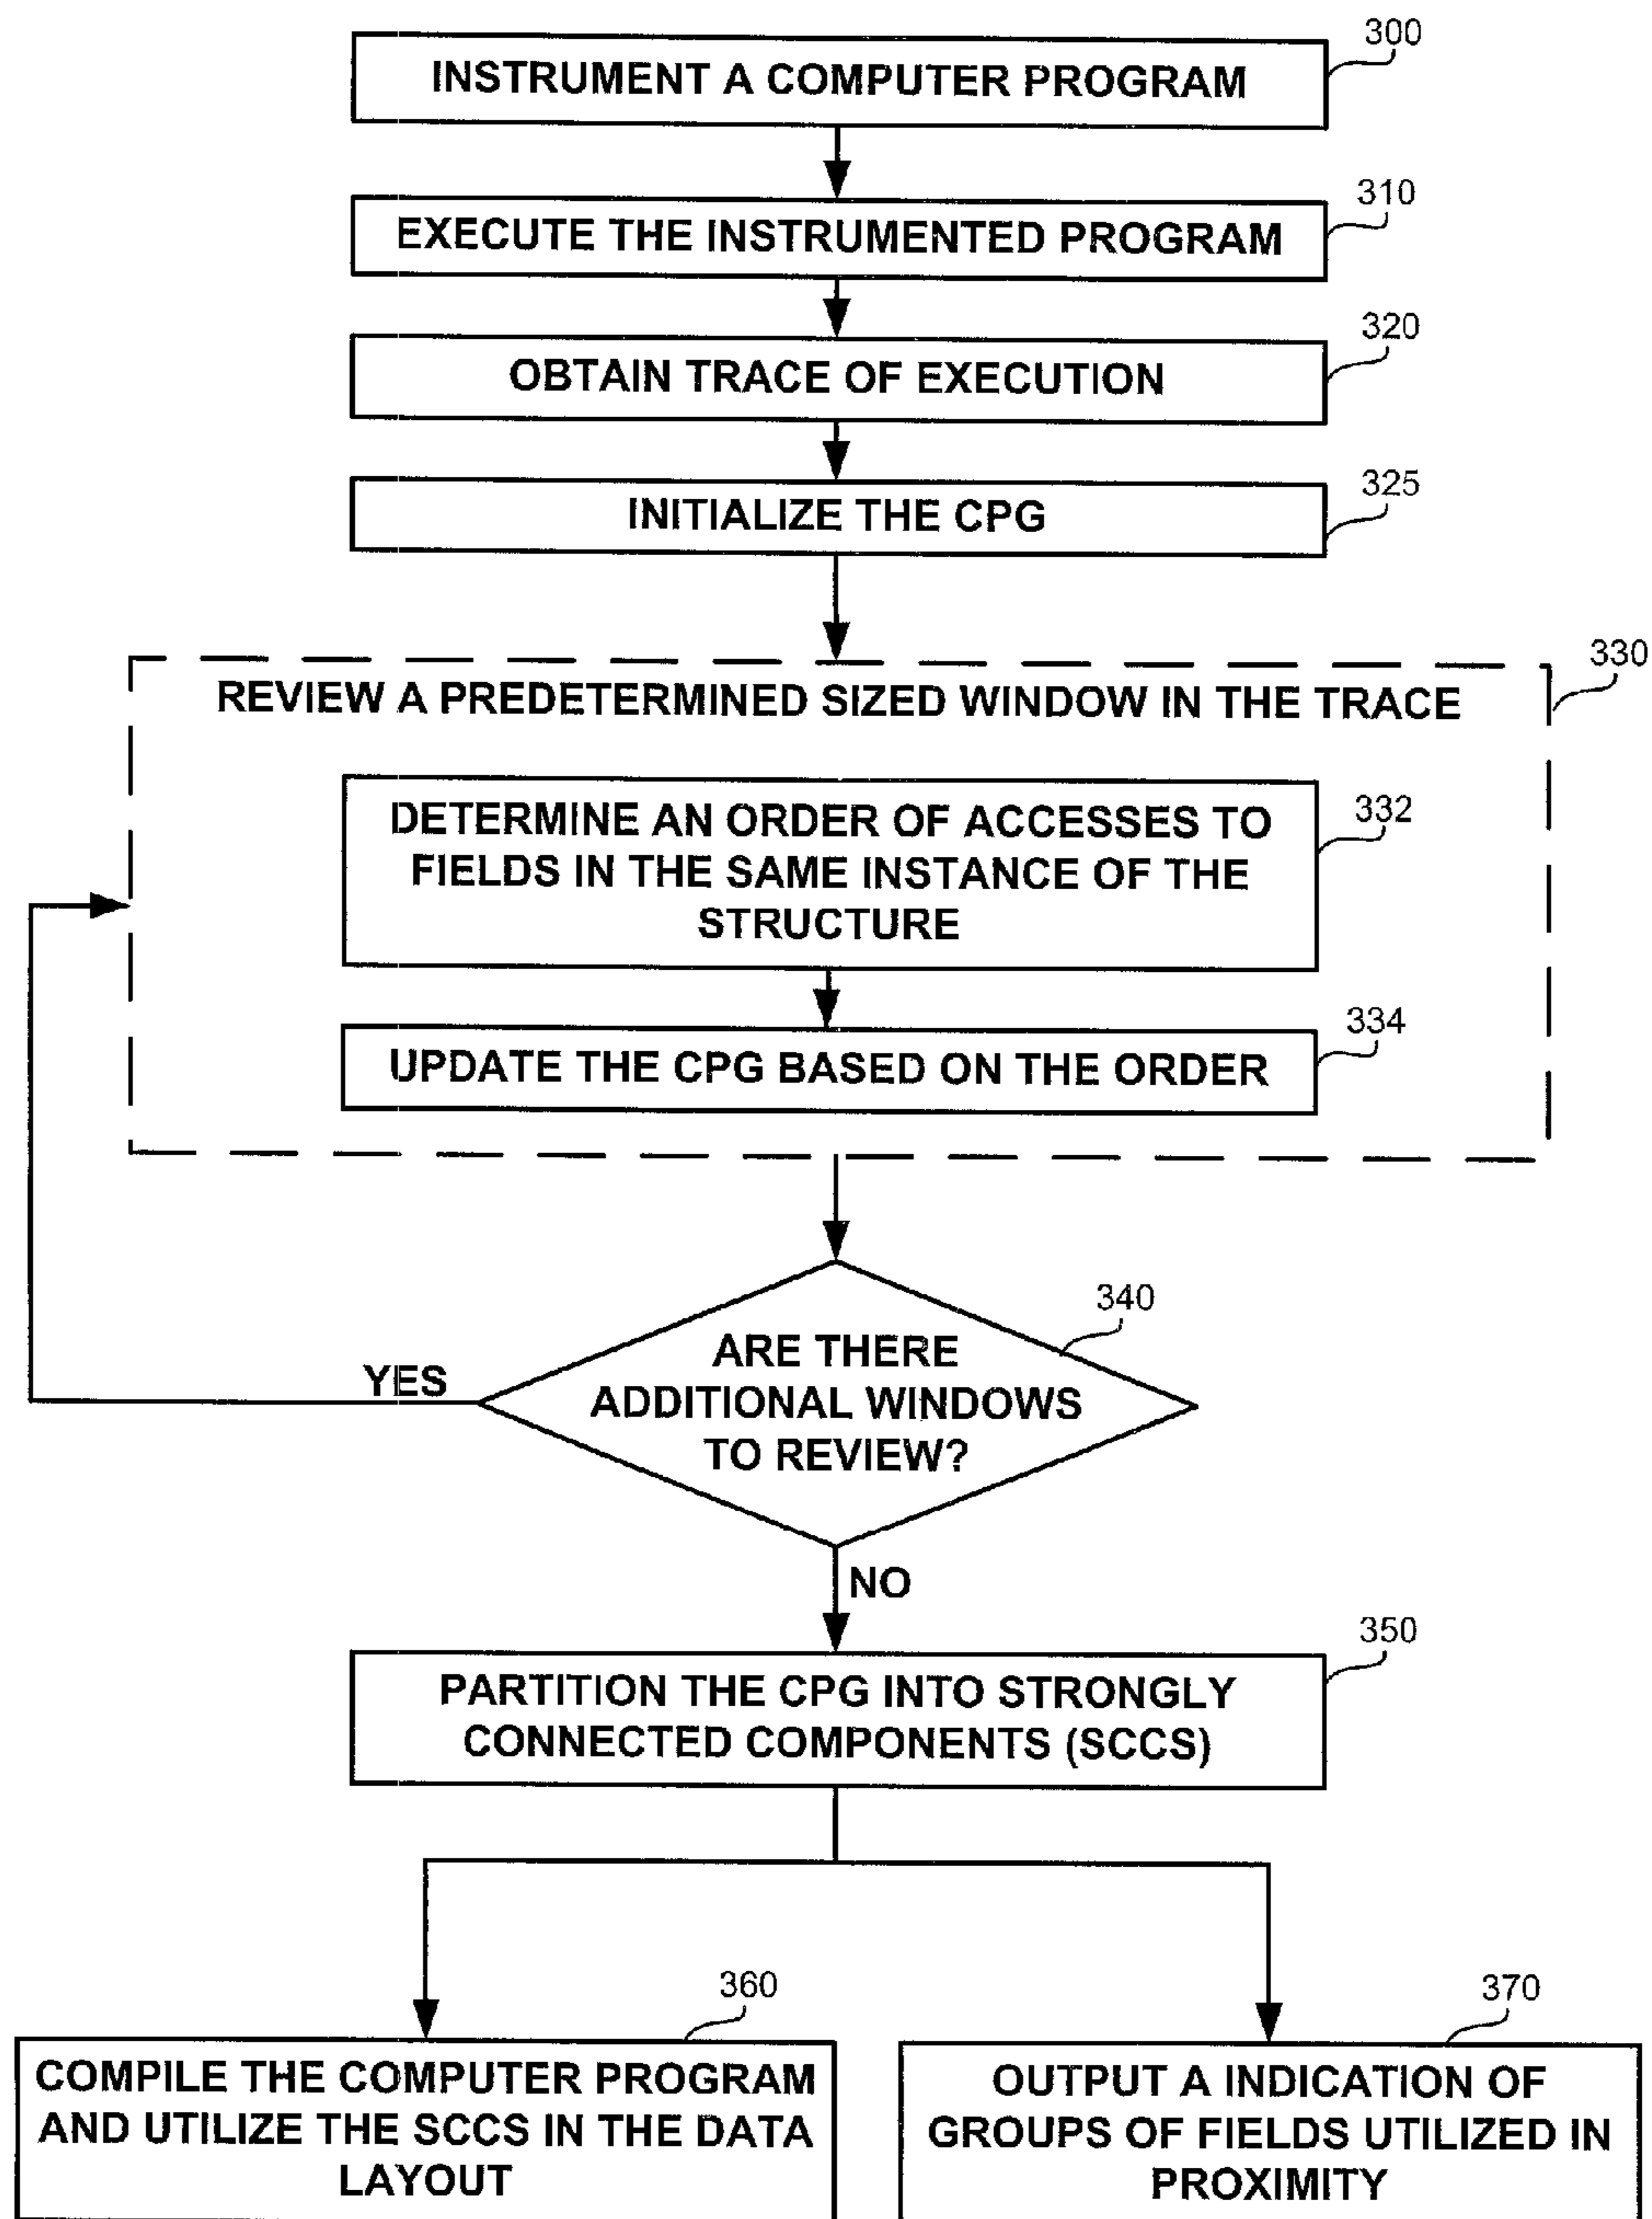 300
INSTRUMENT A COMPUTER PROGRAM
310
EXECUTE THE INSTRUMENTED PROGRAM
320
OBTAIN TRACE OF EXECUTION
325
INITIALIZE THE CPG
330
REVIEW A PREDETERMINED SIZED WINDOW IN THE TRACE
332
DETERMINE AN ORDER OF ACCESSES TO
FIELDS IN THE SAME INSTANCE OF THE
STRUCTURE
334
UPDATE THE CPG BASED ON THE ORDER
340
ARE THERE
ADDITIONAL WINDOWS
TO REVIEW?
YES
NO
350
PARTITION THE CPG INTO STRONGLY
CONNECTED COMPONENTS (SCCS)
360
COMPILE THE COMPUTER PROGRAM
AND UTILIZE THE SCCS IN THE DATA
LAYOUT
370
OUTPUT A INDICATION OF
GROUPS OF FIELDS UTILIZED IN
PROXIMITY